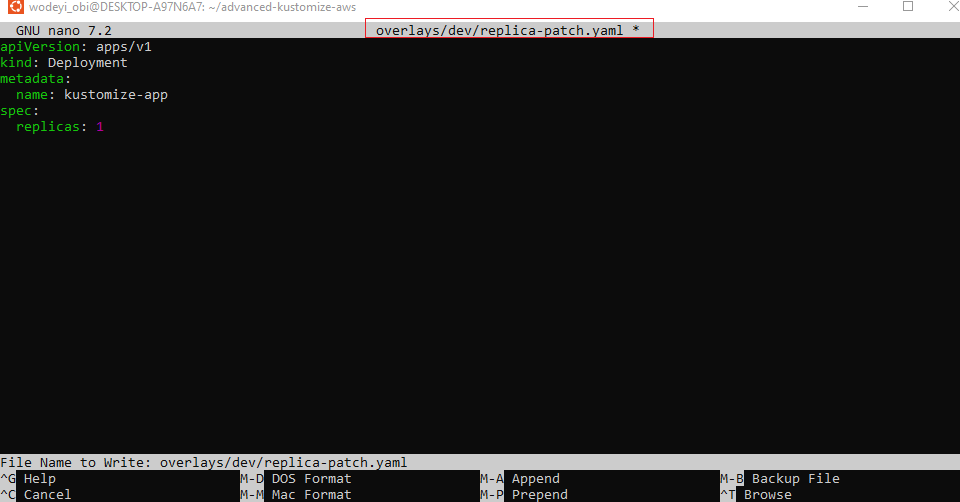 wodeyi_obi@DESKTOP-A97N6A7: ~/advanced-kustomize-aws
GNU nano 7.2 overlays/dev/replica-patch.yaml *
apiVersion: apps/v1
kind: Deployment
metadata:
  name: kustomize-app
spec:
  replicas: 1
File Name to Write: overlays/dev/replica-patch.yaml
^G Help M-D DOS Format M-A Append M-B Backup File
^C Cancel M-M Mac Format M-P Prepend ^T Browse